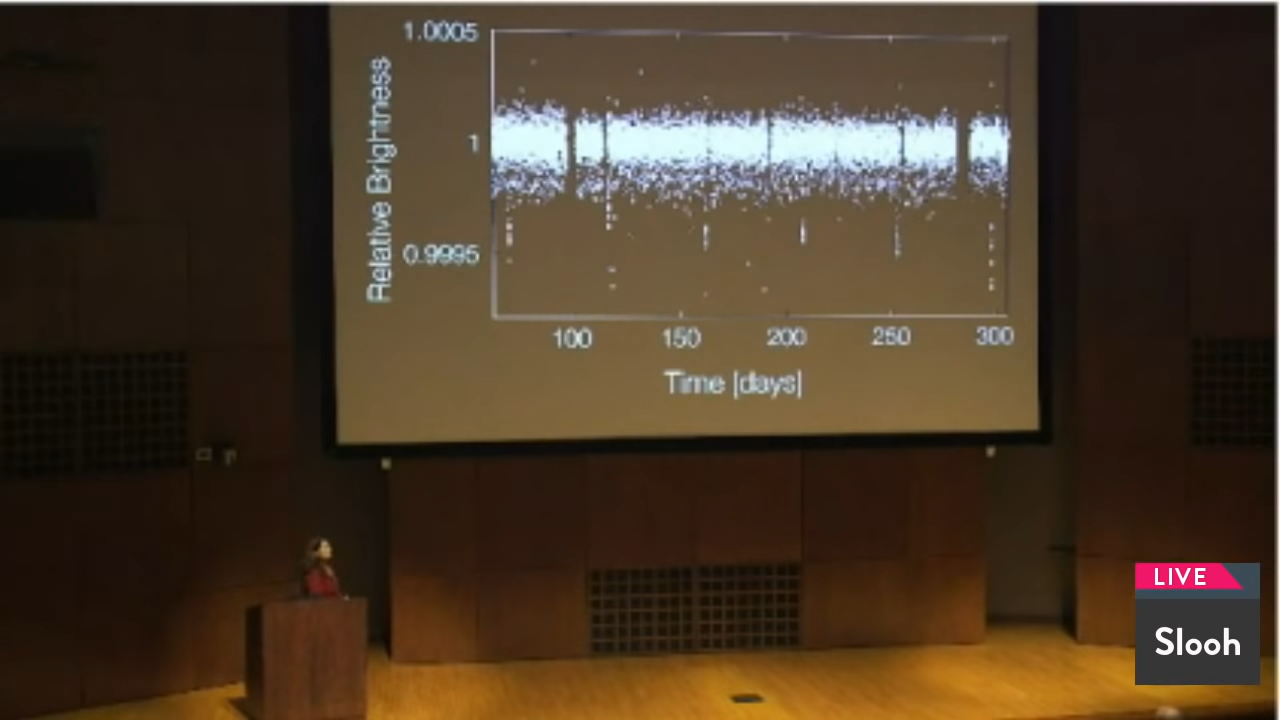 1.0005
Relative Brightness
1
0.9995
100 150 200 250 300
Time [days]
LIVE
Slooh